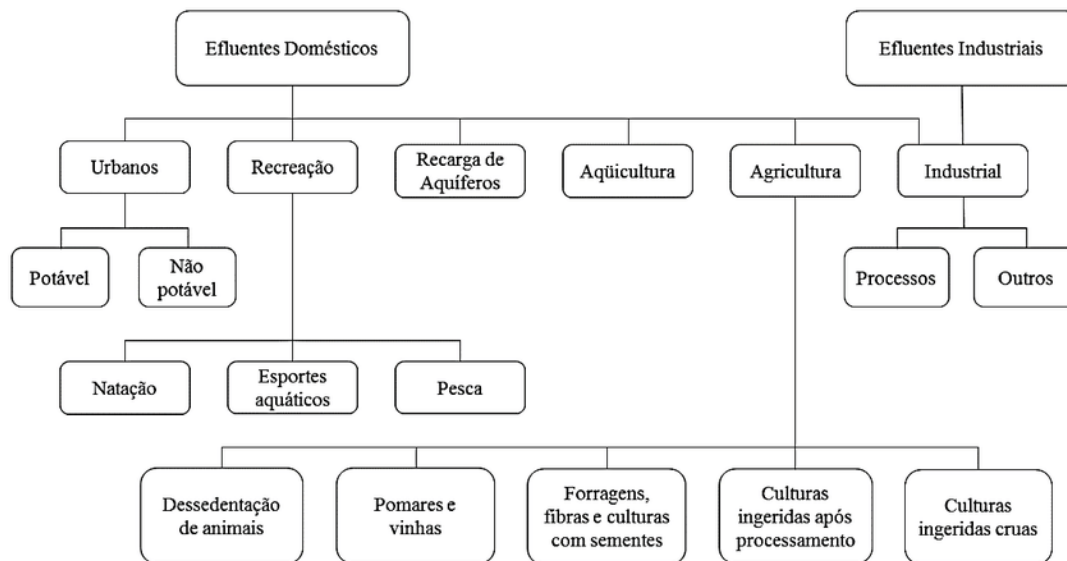 Efluentes Domésticos
Efluentes Industriais
Urbanos
Recreação
Recarga de
Aquíferos
Aqüicultura
Agricultura
Industrial
Potável
Não
potável
Processos
Outros
Natação
Esportes
aquáticos
Pesca
Dessedentação
de animais
Pomares e
vinhas
Forragens,
fibras e culturas
com sementes
Culturas
ingeridas após
processamento
Culturas
ingeridas cruas